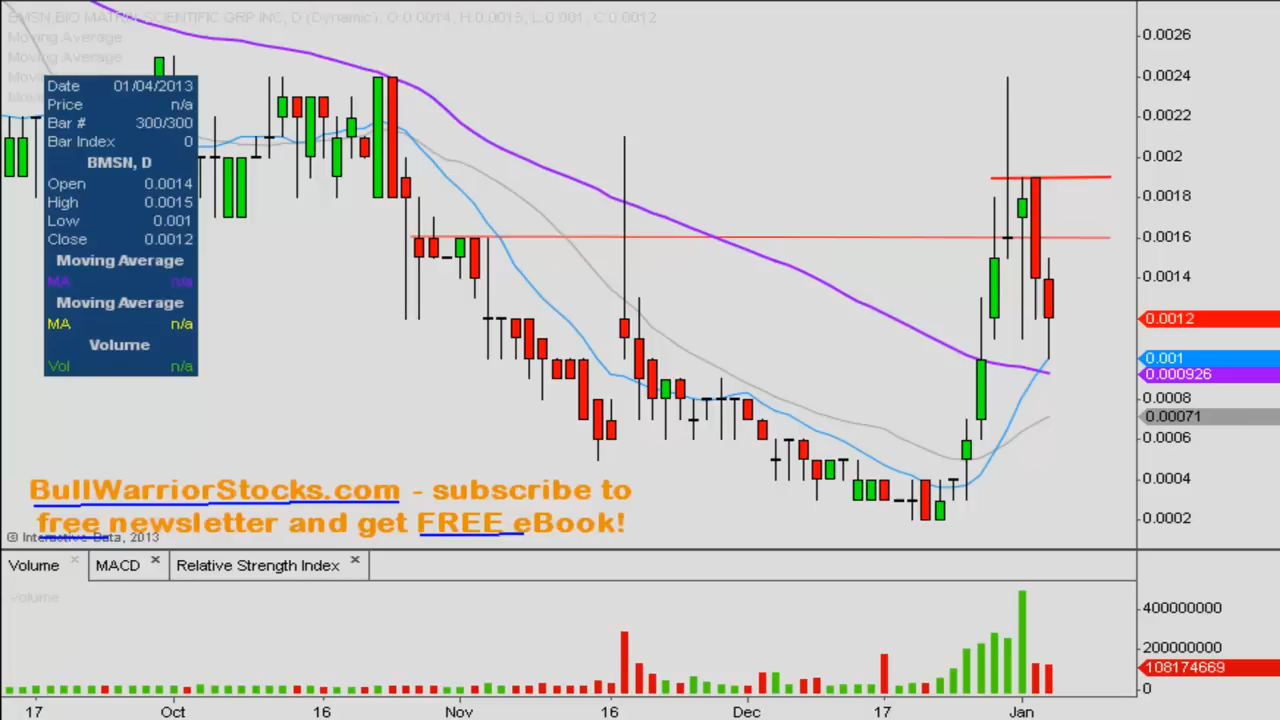 BMSN,BIO MATRIX SCIENTIFIC GRP INC, D (Dynamic), O:0.0014, H:0.0015, L:0.001, C:0.0012
Moving Average
Moving Average
Date 01/04/2013
Price n/a
Bar # 300/300
Bar Index 0
BMSN, D
Open 0.0014
High 0.0015
Low 0.001
Close 0.0012
Moving Average
MA n/a
Moving Average
MA n/a
Volume
Vol n/a
0.0026
0.0024
0.0022
0.002
0.0018
0.0016
0.0014
0.0012
0.001
0.000926
0.0008
0.00071
0.0006
0.0004
0.0002
BullWarriorStocks.com - subscribe to
free newsletter and get FREE eBook!
© Interactive Data, 2013
Volume × MACD × Relative Strength Index ×
Volume
400000000
200000000
108174669
0
17 Oct 16 Nov 16 Dec 17 Jan